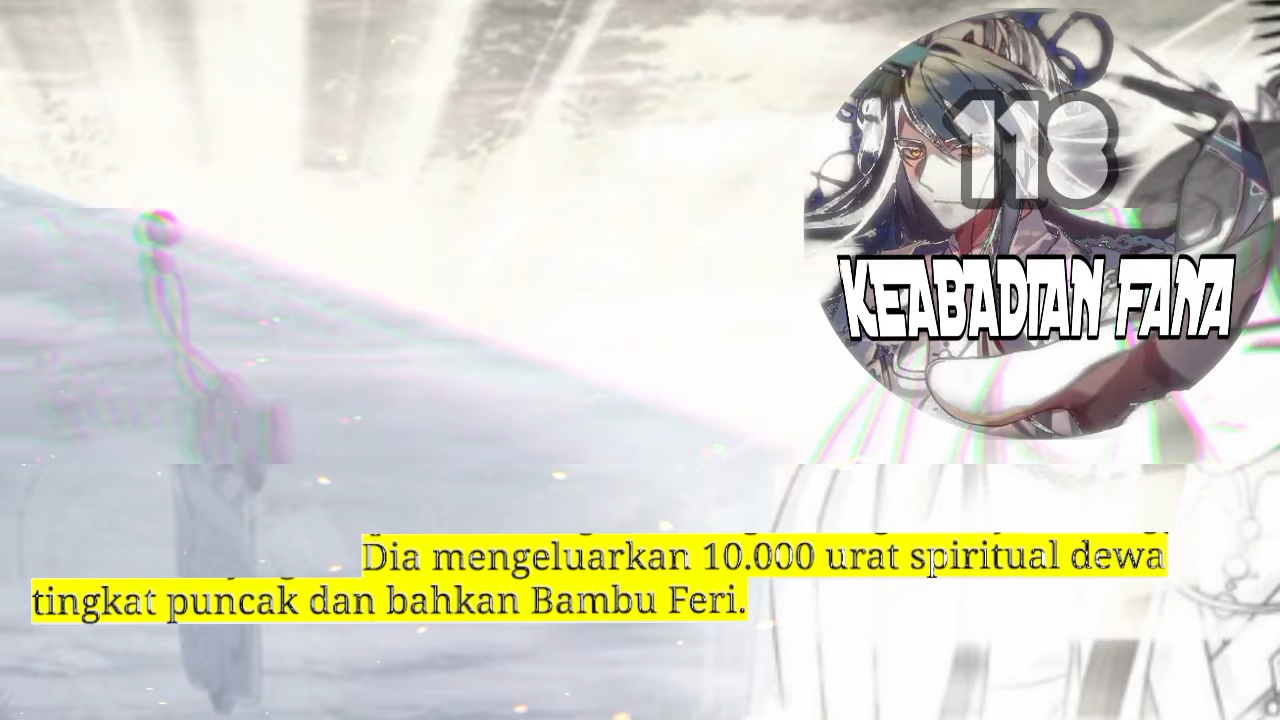 118
KEABADIAN FANA
Dia mengeluarkan 10.000 urat spiritual dewa
tingkat puncak dan bahkan Bambu Feri.